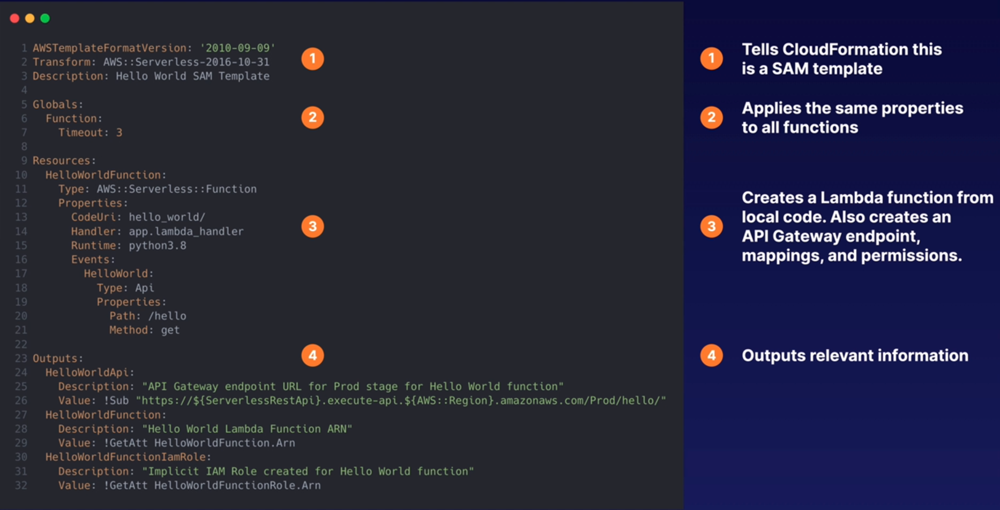 1 AWSTemplateFormatVersion: '2010-09-09'
2 Transform: AWS::Serverless-2016-10-31
3 Description: Hello World SAM Template
4
5 Globals:
6   Function:
7     Timeout: 3
8
9 Resources:
10   HelloWorldFunction:
11     Type: AWS::Serverless::Function
12     Properties:
13       CodeUri: hello_world/
14       Handler: app.lambda_handler
15       Runtime: python3.8
16       Events:
17         HelloWorld:
18           Type: Api
19           Properties:
20             Path: /hello
21             Method: get
22
23 Outputs:
24   HelloWorldApi:
25     Description: "API Gateway endpoint URL for Prod stage for Hello World function"
26     Value: !Sub "https://${ServerlessRestApi}.execute-api.${AWS::Region}.amazonaws.com/Prod/hello/"
27   HelloWorldFunction:
28     Description: "Hello World Lambda Function ARN"
29     Value: !GetAtt HelloWorldFunction.Arn
30   HelloWorldFunctionIamRole:
31     Description: "Implicit IAM Role created for Hello World function"
32     Value: !GetAtt HelloWorldFunctionRole.Arn
1
2
3
4
1 Tells CloudFormation this
is a SAM template
2 Applies the same properties
to all functions
3 Creates a Lambda function from
local code. Also creates an
API Gateway endpoint,
mappings, and permissions.
4 Outputs relevant information